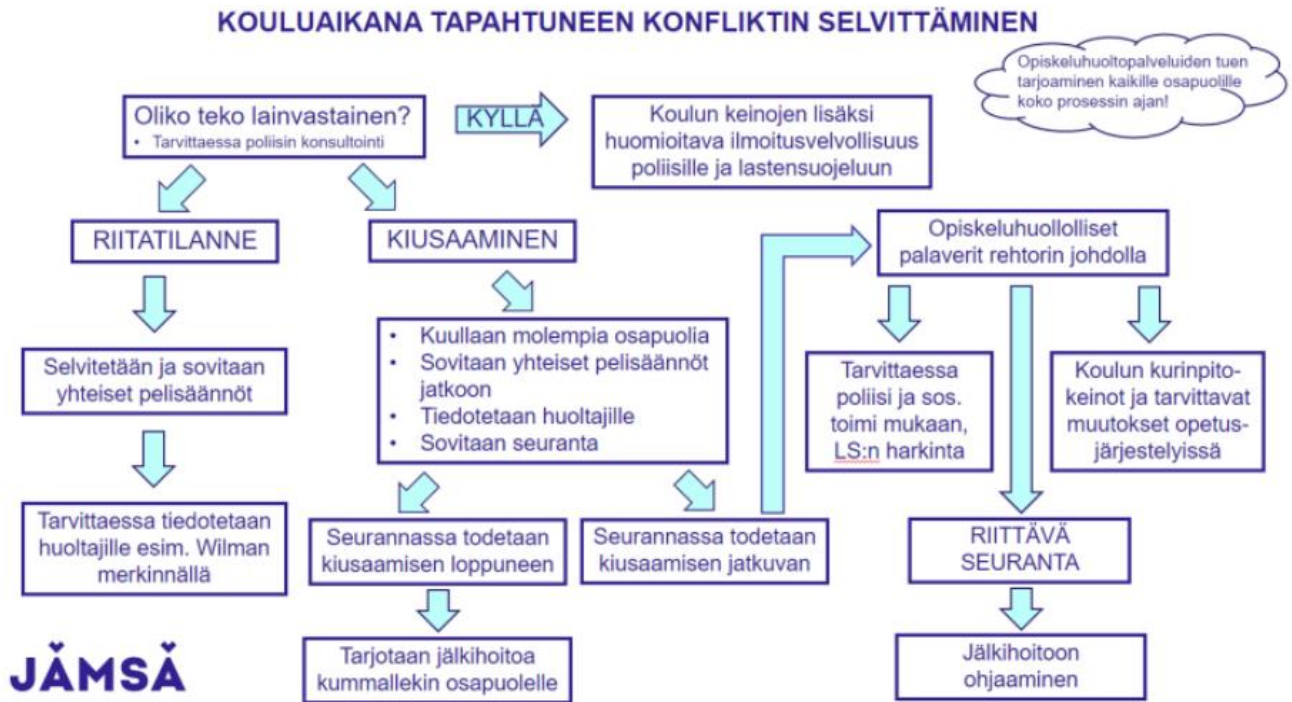 KOULUAIKANA TAPAHTUNEEN KONFLIKTIN SELVITTÄMINEN
Opiskeluhuoltopalveluiden tuen
tarjoaminen kaikille osapuolille
koko prosessin ajan!
Oliko teko lainvastainen?
• Tarvittaessa poliisin konsultointi
KYLLÄ
Koulun keinojen lisäksi
huomioitava ilmoitusvelvollisuus
poliisille ja lastensuojeluun
RIITATILANNE
KIUSAAMINEN
Opiskeluhuollolliset
palaverit rehtorin johdolla
Selvitetään ja sovitaan
yhteiset pelisäännöt
• Kuullaan molempia osapuolia
• Sovitaan yhteiset pelisäännöt
jatkoon
• Tiedotetaan huoltajille
• Sovitaan seuranta
Tarvittaessa
poliisi ja sos.
toimi mukaan,
LS:n harkinta
Koulun kurinpito-
keinot ja tarvittavat
muutokset opetus-
järjestelyissä
Tarvittaessa tiedotetaan
huoltajille esim. Wilman
merkinnällä
Seurannassa todetaan
kiusaamisen loppuneen
Seurannassa todetaan
kiusaamisen jatkuvan
RIITTÄVÄ
SEURANTA
Tarjotaan jälkihoitoa
kummallekin osapuolelle
Jälkihoitoon
ohjaaminen
JÄMSÄ